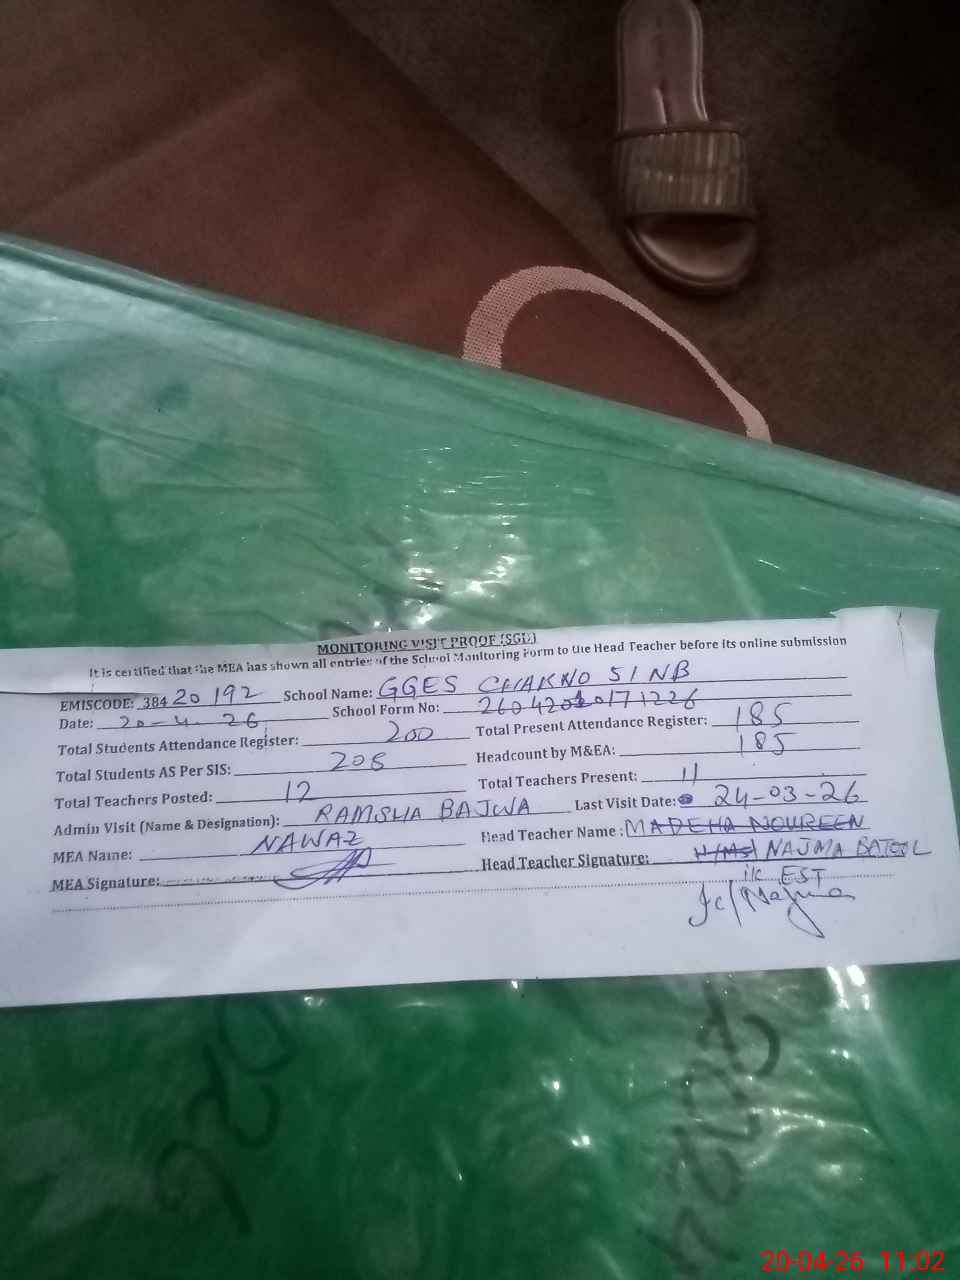 MONITORING VISIT PROOF (SGD)
It is certified that the MEA has shown all entries of the School Monitoring Form to the Head Teacher before its online submission
EMISCODE: 38420192 School Name: GGES CHAK NO 51 NB
Date: 20-4-26 School Form No:
Total Students Attendance Register: 200 Total Present Attendance Register: 185
Total Students AS Per SIS: 205 Headcount by M&EA: 185
Total Teachers Posted: 12 Total Teachers Present: 11
Admin Visit (Name & Designation): RAMSHA BAJWA Last Visit Date: 24-03-26
MEA Name: NAWAZ Head Teacher Name: MADEHA NOUREEN
MEA Signature: Head Teacher Signature: H/Ms NAJMA BATOOL
i/c EST
20-04-26 11:02